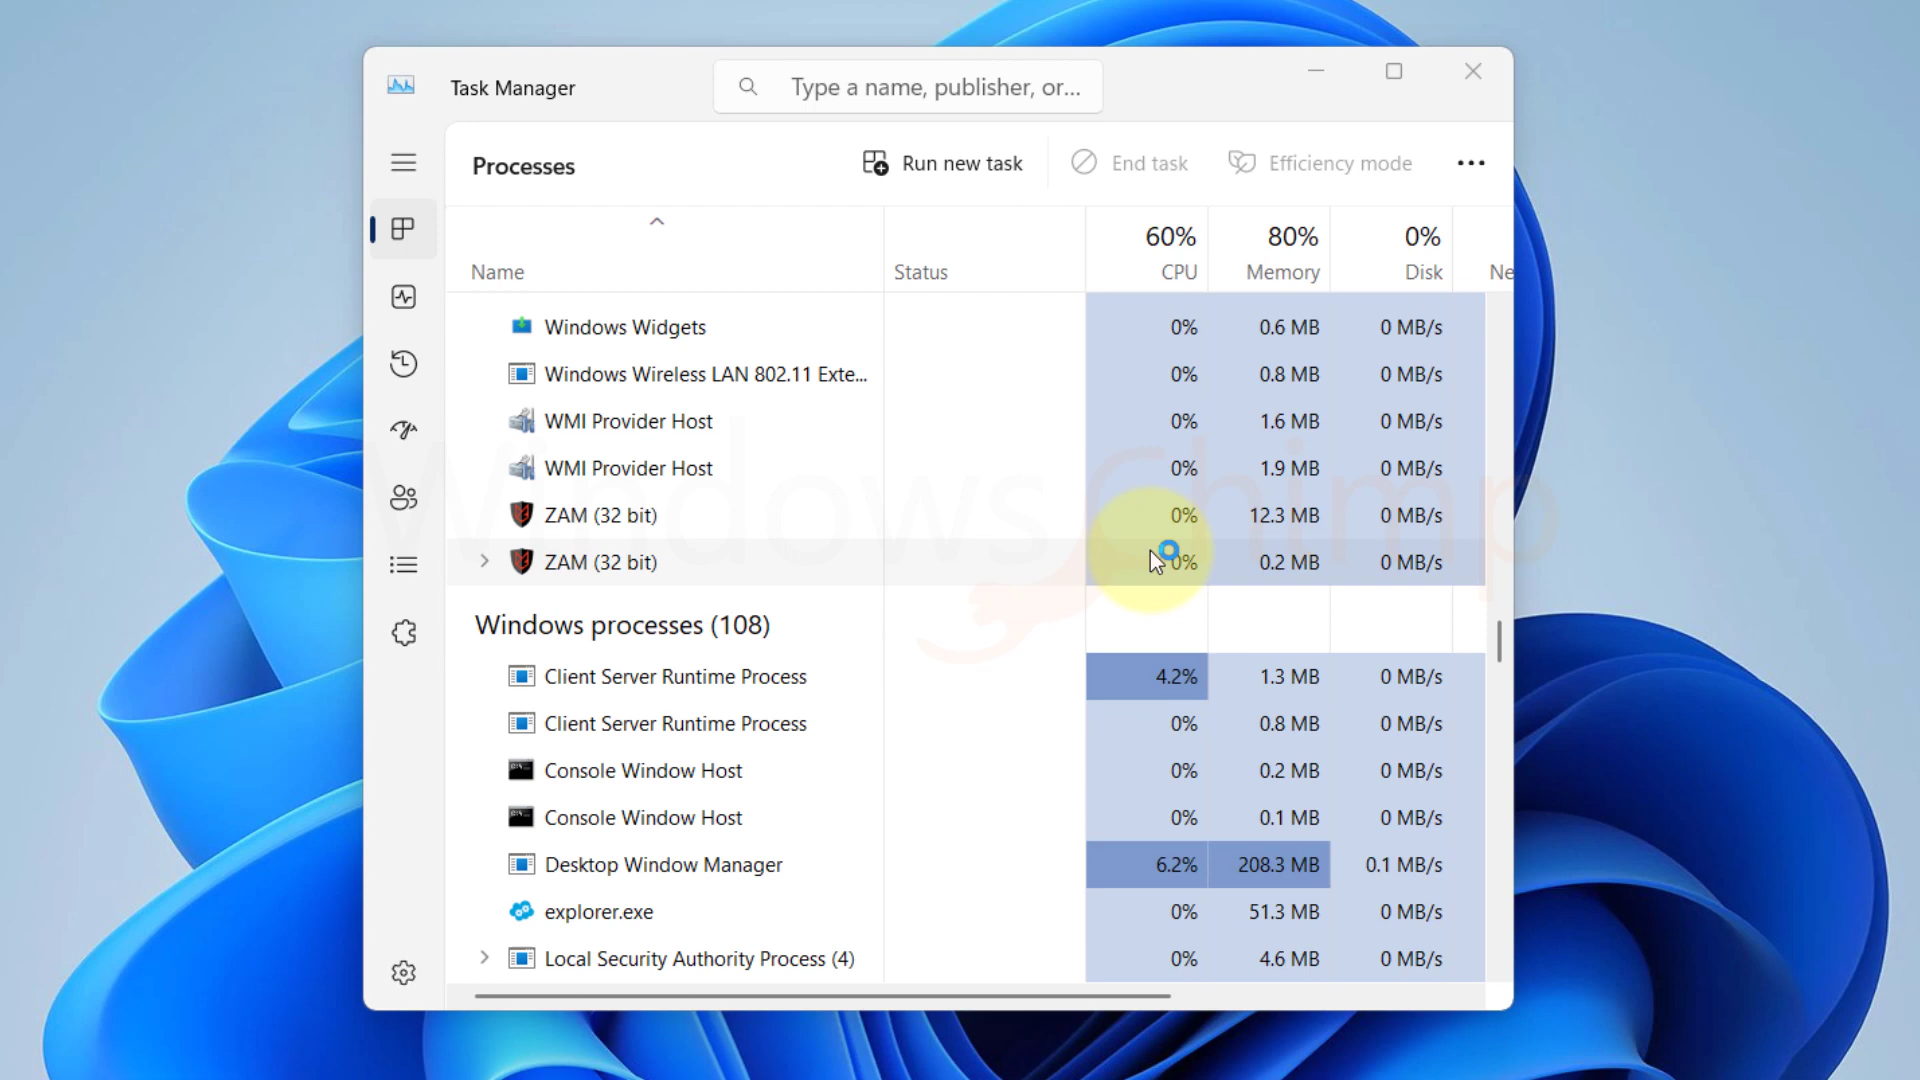 Task Manager
Type a name, publisher, or...
Processes
Run new task
End task
Efficiency mode
60% 80% 0%
Name Status CPU Memory Disk Ne
Windows Widgets 0% 0.6 MB 0 MB/s
Windows Wireless LAN 802.11 Exte... 0% 0.8 MB 0 MB/s
WMI Provider Host 0% 1.6 MB 0 MB/s
WMI Provider Host 0% 1.9 MB 0 MB/s
WindowsChimp
ZAM (32 bit) 0% 12.3 MB 0 MB/s
ZAM (32 bit) 0% 0.2 MB 0 MB/s
Windows processes (108)
Client Server Runtime Process 4.2% 1.3 MB 0 MB/s
Client Server Runtime Process 0% 0.8 MB 0 MB/s
Console Window Host 0% 0.2 MB 0 MB/s
Console Window Host 0% 0.1 MB 0 MB/s
Desktop Window Manager 6.2% 208.3 MB 0.1 MB/s
explorer.exe 0% 51.3 MB 0 MB/s
Local Security Authority Process (4) 0% 4.6 MB 0 MB/s